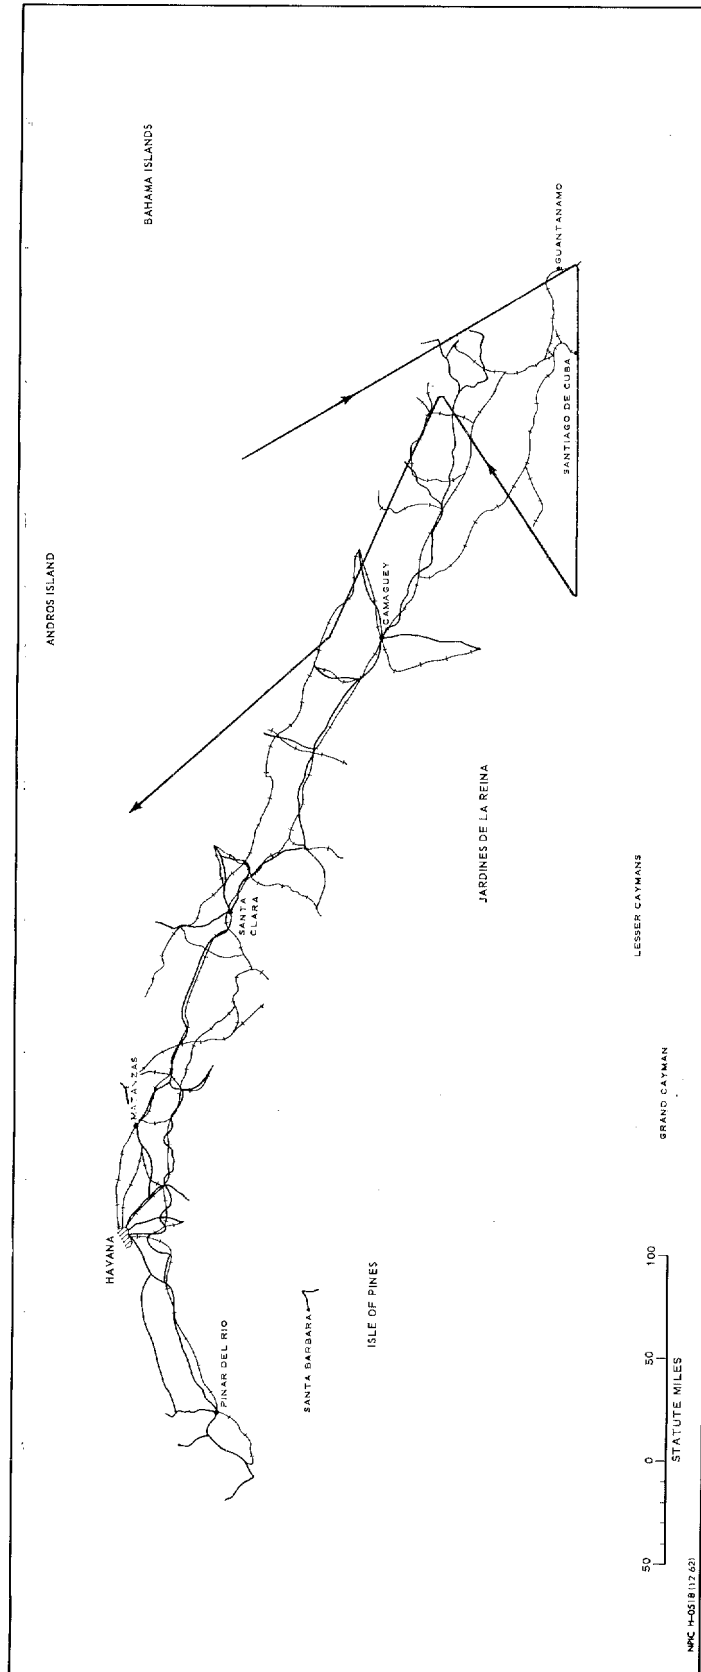 BAHAMA ISLANDS
ANDROS ISLAND
GUANTANAMO
SANTIAGO DE CUBA
CAMAGUEY
JARDINES DE LA REINA
SANTA
CLARA
LESSER CAYMANS
MATANZAS
GRAND CAYMAN
HAVANA
PINAR DEL RIO
SANTA BARBARA
ISLE OF PINES
50 0 50 100
STATUTE MILES
NPIC H-0518 (12/62)